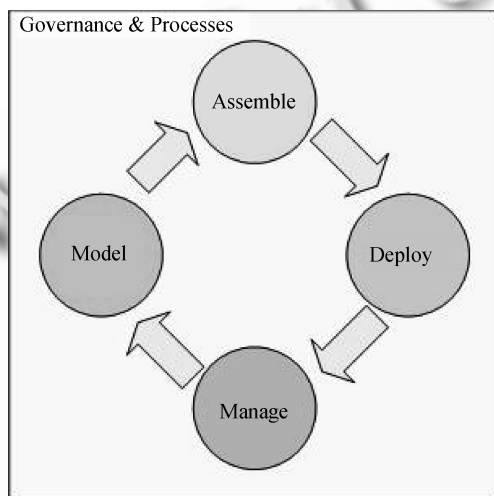 Governance & Processes
Assemble
Model
Deploy
Manage